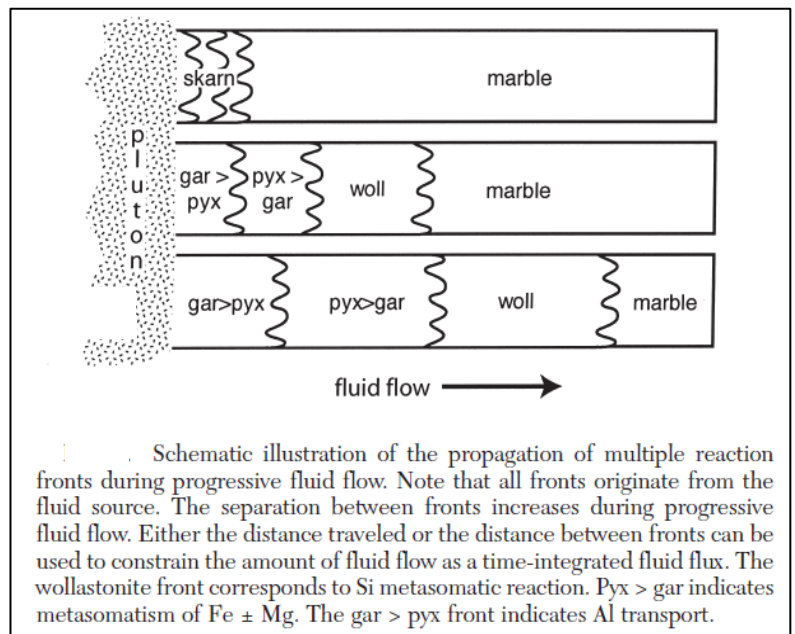 skarn
marble
pluton
gar > pyx > woll marble
pyx gar
gar>pyx pyx>gar woll marble
fluid flow
Schematic illustration of the propagation of multiple reaction
fronts during progressive fluid flow. Note that all fronts originate from the
fluid source. The separation between fronts increases during progressive
fluid flow. Either the distance traveled or the distance between fronts can be
used to constrain the amount of fluid flow as a time-integrated fluid flux. The
wollastonite front corresponds to Si metasomatic reaction. Pyx > gar indicates
metasomatism of Fe ± Mg. The gar > pyx front indicates Al transport.